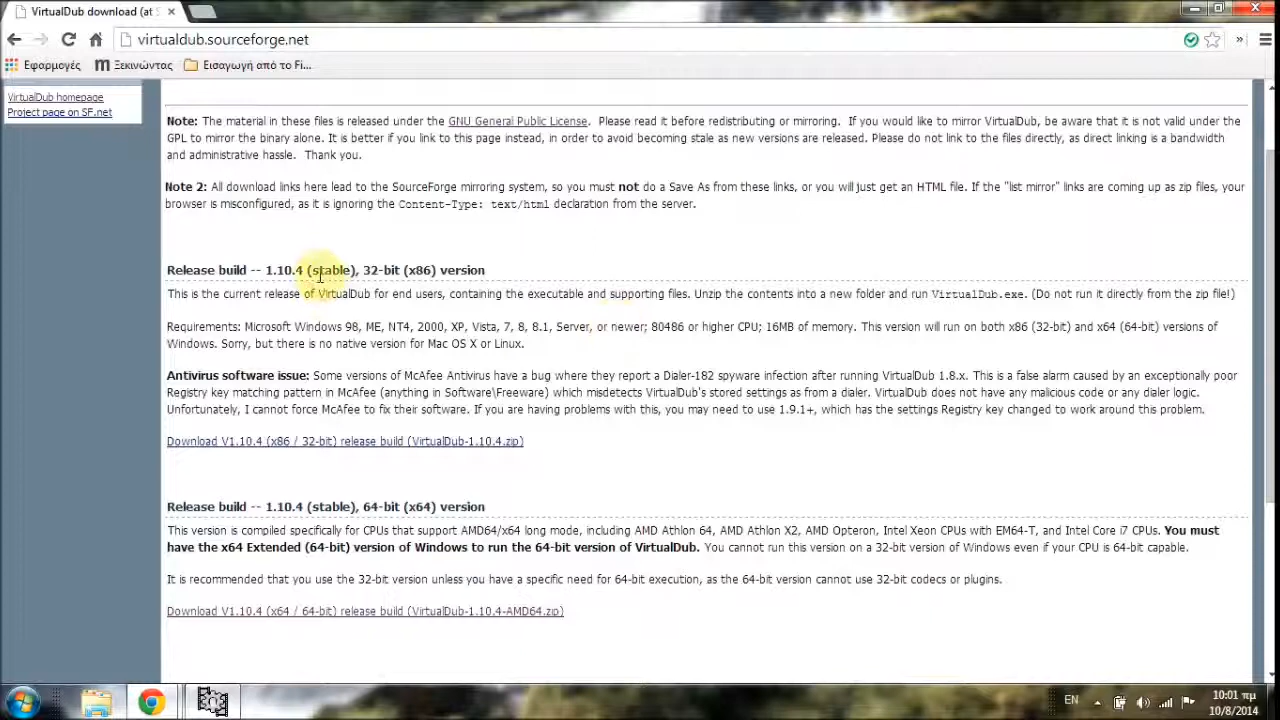 VirtualDub download (at S
virtualdub.sourceforge.net
Εφαρμογές
Ξεκινώντας
Εισαγωγή από το Fi...
VirtualDub homepage
Project page on SF.net
Note: The material in these files is released under the GNU General Public License. Please read it before redistributing or mirroring. If you would like to mirror VirtualDub, be aware that it is not valid under the
GPL to mirror the binary alone. It is better if you link to this page instead, in order to avoid becoming stale as new versions are released. Please do not link to the files directly, as direct linking is a bandwidth
and administrative hassle. Thank you.
Note 2: All download links here lead to the SourceForge mirroring system, so you must not do a Save As from these links, or you will just get an HTML file. If the "list mirror" links are coming up as zip files, your
browser is misconfigured, as it is ignoring the Content-Type: text/html declaration from the server.
Release build -- 1.10.4 (stable), 32-bit (x86) version
This is the current release of VirtualDub for end users, containing the executable and supporting files. Unzip the contents into a new folder and run VirtualDub.exe. (Do not run it directly from the zip file!)
Requirements: Microsoft Windows 98, ME, NT4, 2000, XP, Vista, 7, 8, 8.1, Server, or newer; 80486 or higher CPU; 16MB of memory. This version will run on both x86 (32-bit) and x64 (64-bit) versions of
Windows. Sorry, but there is no native version for Mac OS X or Linux.
Antivirus software issue: Some versions of McAfee Antivirus have a bug where they report a Dialer-182 spyware infection after running VirtualDub 1.8.x. This is a false alarm caused by an exceptionally poor
Registry key matching pattern in McAfee (anything in Software\Freeware) which misdetects VirtualDub's stored settings as from a dialer. VirtualDub does not have any malicious code or any dialer logic.
Unfortunately, I cannot force McAfee to fix their software. If you are having problems with this, you may need to use 1.9.1+, which has the settings Registry key changed to work around this problem.
Download V1.10.4 (x86 / 32-bit) release build (VirtualDub-1.10.4.zip)
Release build -- 1.10.4 (stable), 64-bit (x64) version
This version is compiled specifically for CPUs that support AMD64/x64 long mode, including AMD Athlon 64, AMD Athlon X2, AMD Opteron, Intel Xeon CPUs with EM64-T, and Intel Core i7 CPUs. You must
have the x64 Extended (64-bit) version of Windows to run the 64-bit version of VirtualDub. You cannot run this version on a 32-bit version of Windows even if your CPU is 64-bit capable.
It is recommended that you use the 32-bit version unless you have a specific need for 64-bit execution, as the 64-bit version cannot use 32-bit codecs or plugins.
Download V1.10.4 (x64 / 64-bit) release build (VirtualDub-1.10.4-AMD64.zip)
EN
10:01 πμ
10/8/2014